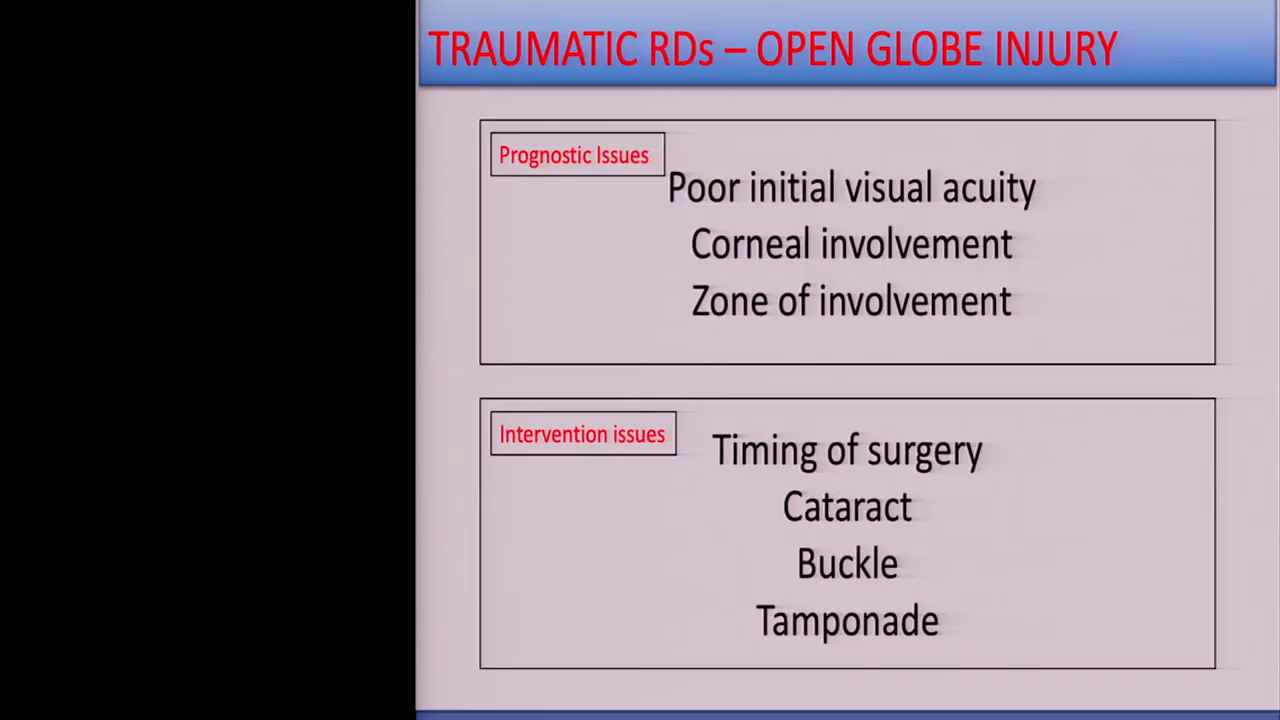 TRAUMATIC RDs – OPEN GLOBE INJURY
Prognostic Issues
Poor initial visual acuity
Corneal involvement
Zone of involvement
Intervention issues
Timing of surgery
Cataract
Buckle
Tamponade